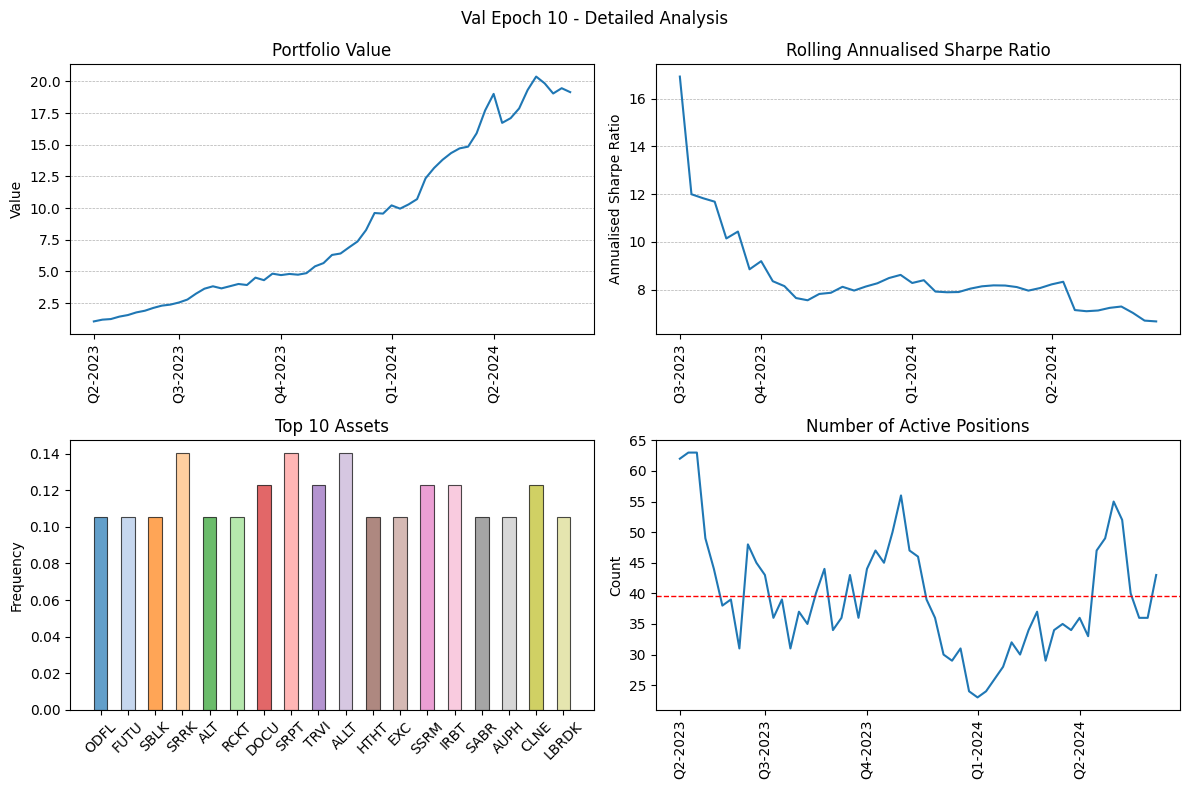 Val Epoch 10 - Detailed Analysis
Portfolio Value
Value
20.0
17.5
15.0
12.5
10.0
7.5
5.0
2.5
Q2-2023
Q3-2023
Q4-2023
Q1-2024
Q2-2024
Rolling Annualised Sharpe Ratio
Annualised Sharpe Ratio
16
14
12
10
8
Q3-2023
Q4-2023
Q1-2024
Q2-2024
Top 10 Assets
Frequency
0.14
0.12
0.10
0.08
0.06
0.04
0.02
0.00
ODFL
FUTU
SBLK
SRRK
ALT
RCKT
DOCU
SRPT
TRVI
ALLT
HTHT
EXC
SSRM
IRBT
SABR
AUPH
CLNE
LBRDK
Number of Active Positions
Count
65
60
55
50
45
40
35
30
25
Q2-2023
Q3-2023
Q4-2023
Q1-2024
Q2-2024